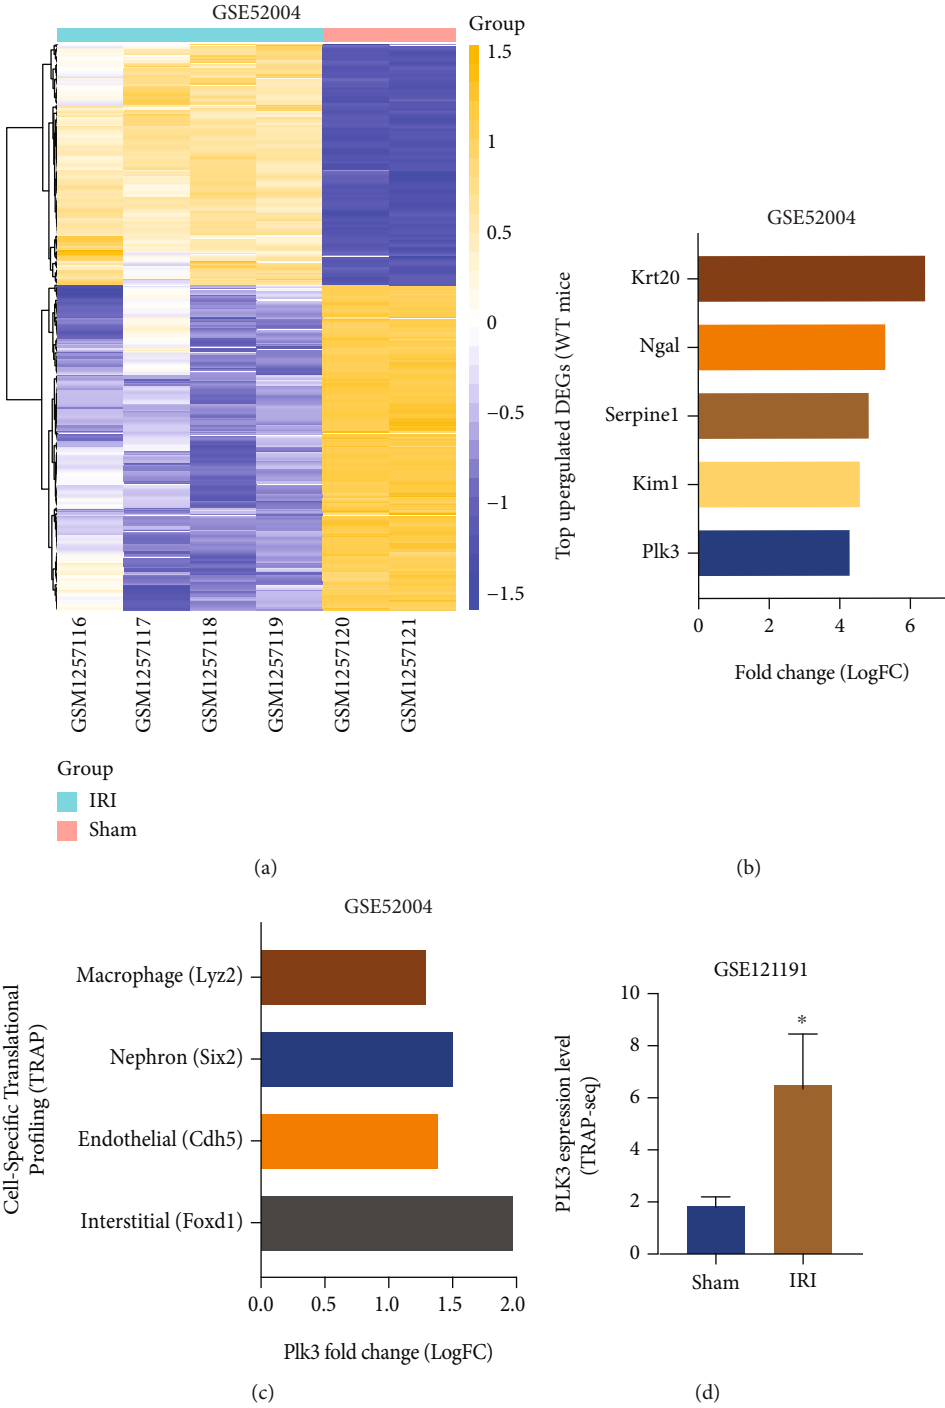 GSE52004
Group
1.5
1
0.5
0
−0.5
−1
−1.5
GSM1257116
GSM1257117
GSM1257118
GSM1257119
GSM1257120
GSM1257121
Group
IRI
Sham
(a)
GSE52004
Top upergulated DEGs (WT mice
Krt20
Ngal
Serpine1
Kim1
Plk3
0 2 4 6
Fold change (LogFC)
(b)
GSE52004
Cell-Specific Translational
Profiling (TRAP)
Macrophage (Lyz2)
Nephron (Six2)
Endothelial (Cdh5)
Interstitial (Foxd1)
0.0 0.5 1.0 1.5 2.0
Plk3 fold change (LogFC)
(c)
GSE121191
PLK3 espression level
(TRAP-seq)
10
8
6
4
2
0
*
Sham IRI
(d)